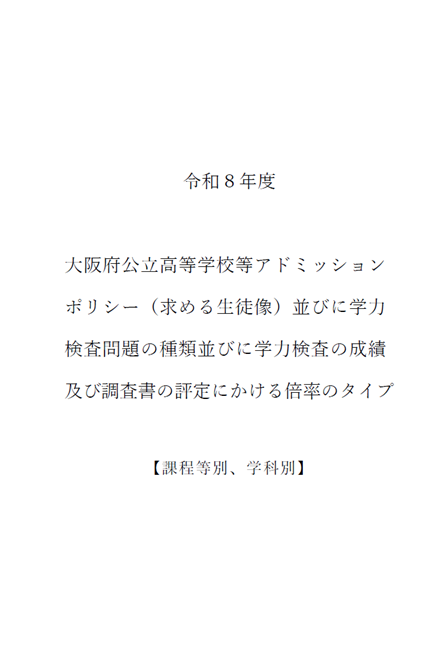 令和８年度
大阪府公立高等学校等アドミッション
ポリシー（求める生徒像）並びに学力
検査問題の種類並びに学力検査の成績
及び調査書の評定にかける倍率のタイプ
【課程等別、学科別】